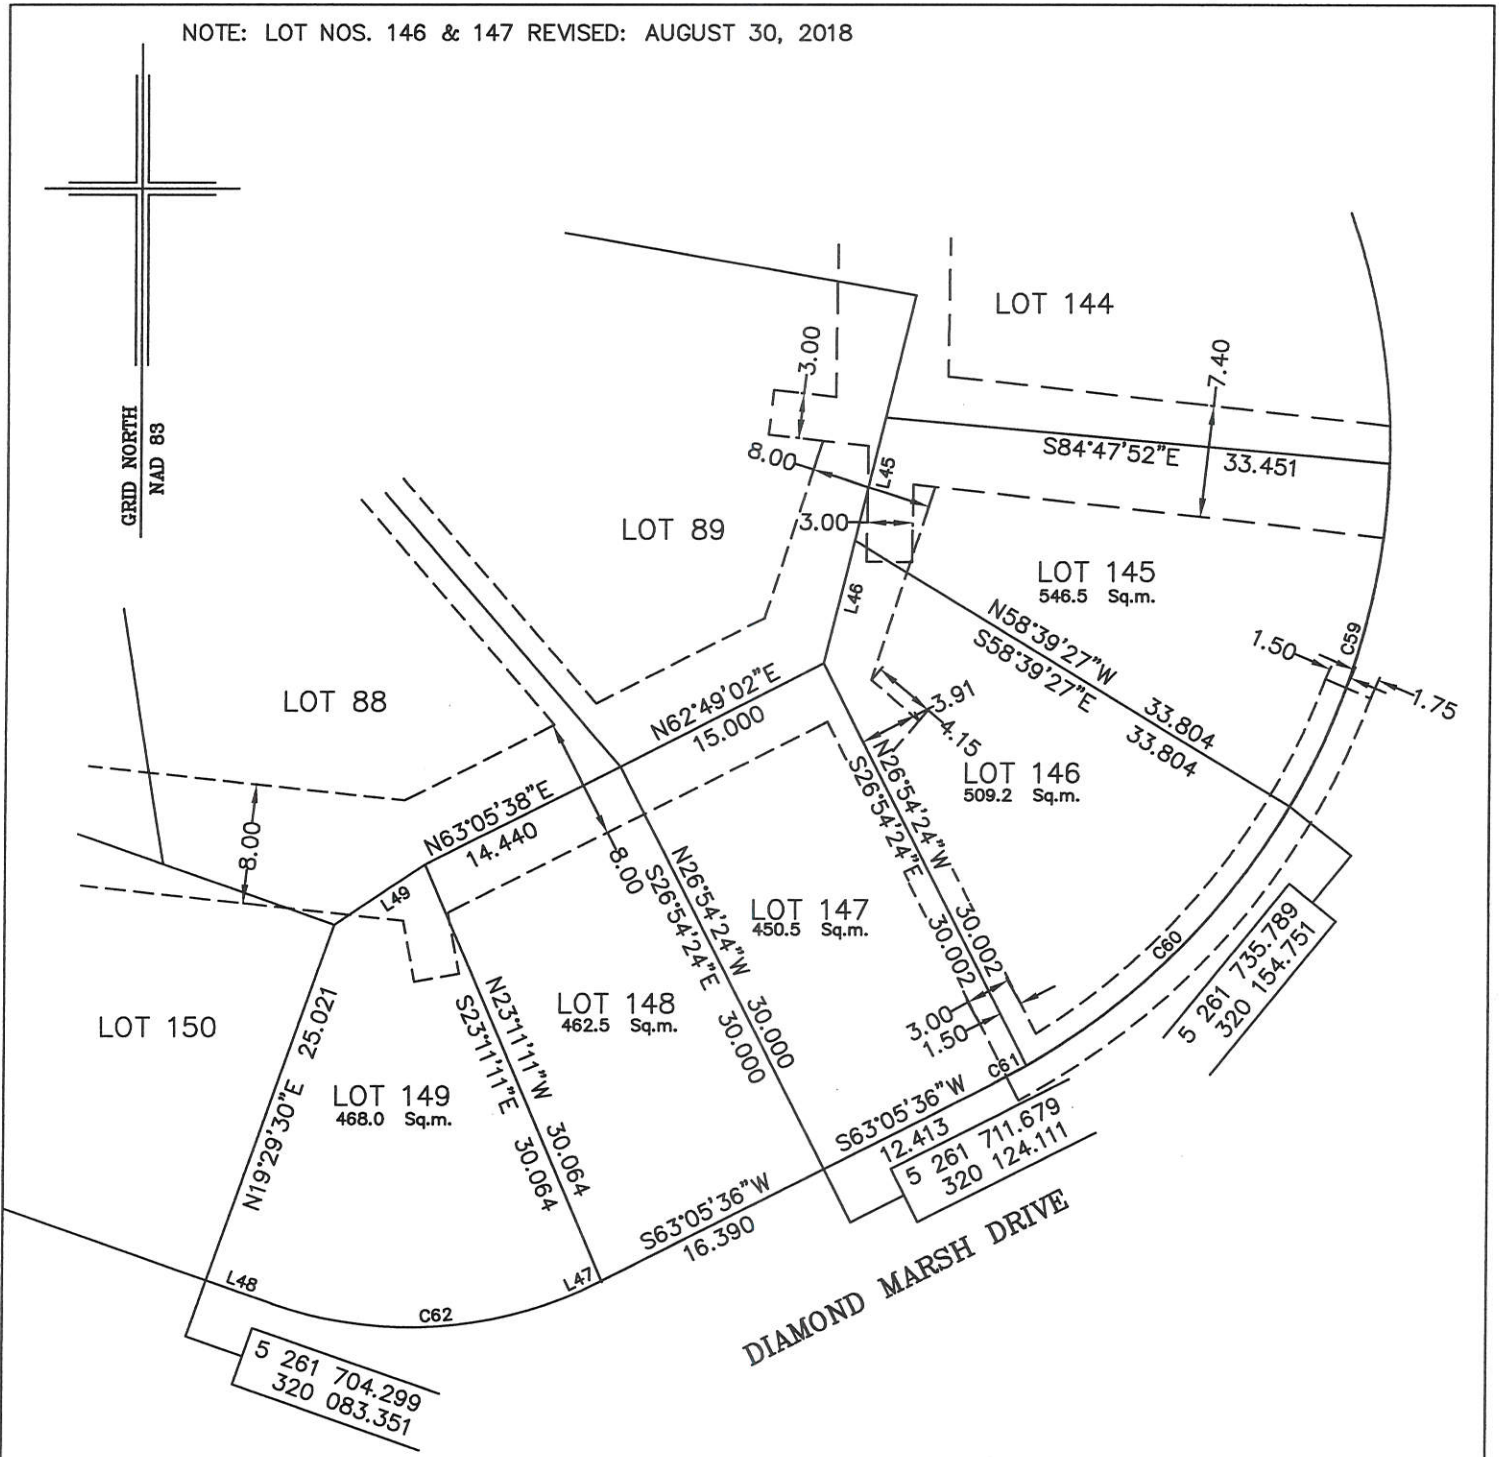 NOTE: LOT NOS. 146 & 147 REVISED: AUGUST 30, 2018
GRID NORTH
NAD 83
LOT 144
3.00
7.40
8.00
L45
S84°47'52"E 33.451
LOT 89
3.00
LOT 145
546.5 Sq.m.
L46
N58°39'27"W 33.804
S58°39'27"E 33.804
C59
1.50
1.75
LOT 88
N62°49'02"E
15.000
3.91
4.15
LOT 146
509.2 Sq.m.
8.00
N63°05'38"E
14.440
8.00
N26°54'24"W 30.002
S26°54'24"E 30.002
L49
N26°54'24"W 30.000
S26°54'24"E 30.000
LOT 147
450.5 Sq.m.
C60
5 261 735.789
320 154.751
LOT 150
N19°29'30"E 25.021
LOT 148
462.5 Sq.m.
N23°11'11"W 30.064
S23°11'11"E 30.064
3.00
1.50
C61
LOT 149
468.0 Sq.m.
S63°05'36"W
12.413
5 261 711.679
320 124.111
S63°05'36"W
16.390
L48
L47
C62
DIAMOND MARSH DRIVE
5 261 704.299
320 083.351